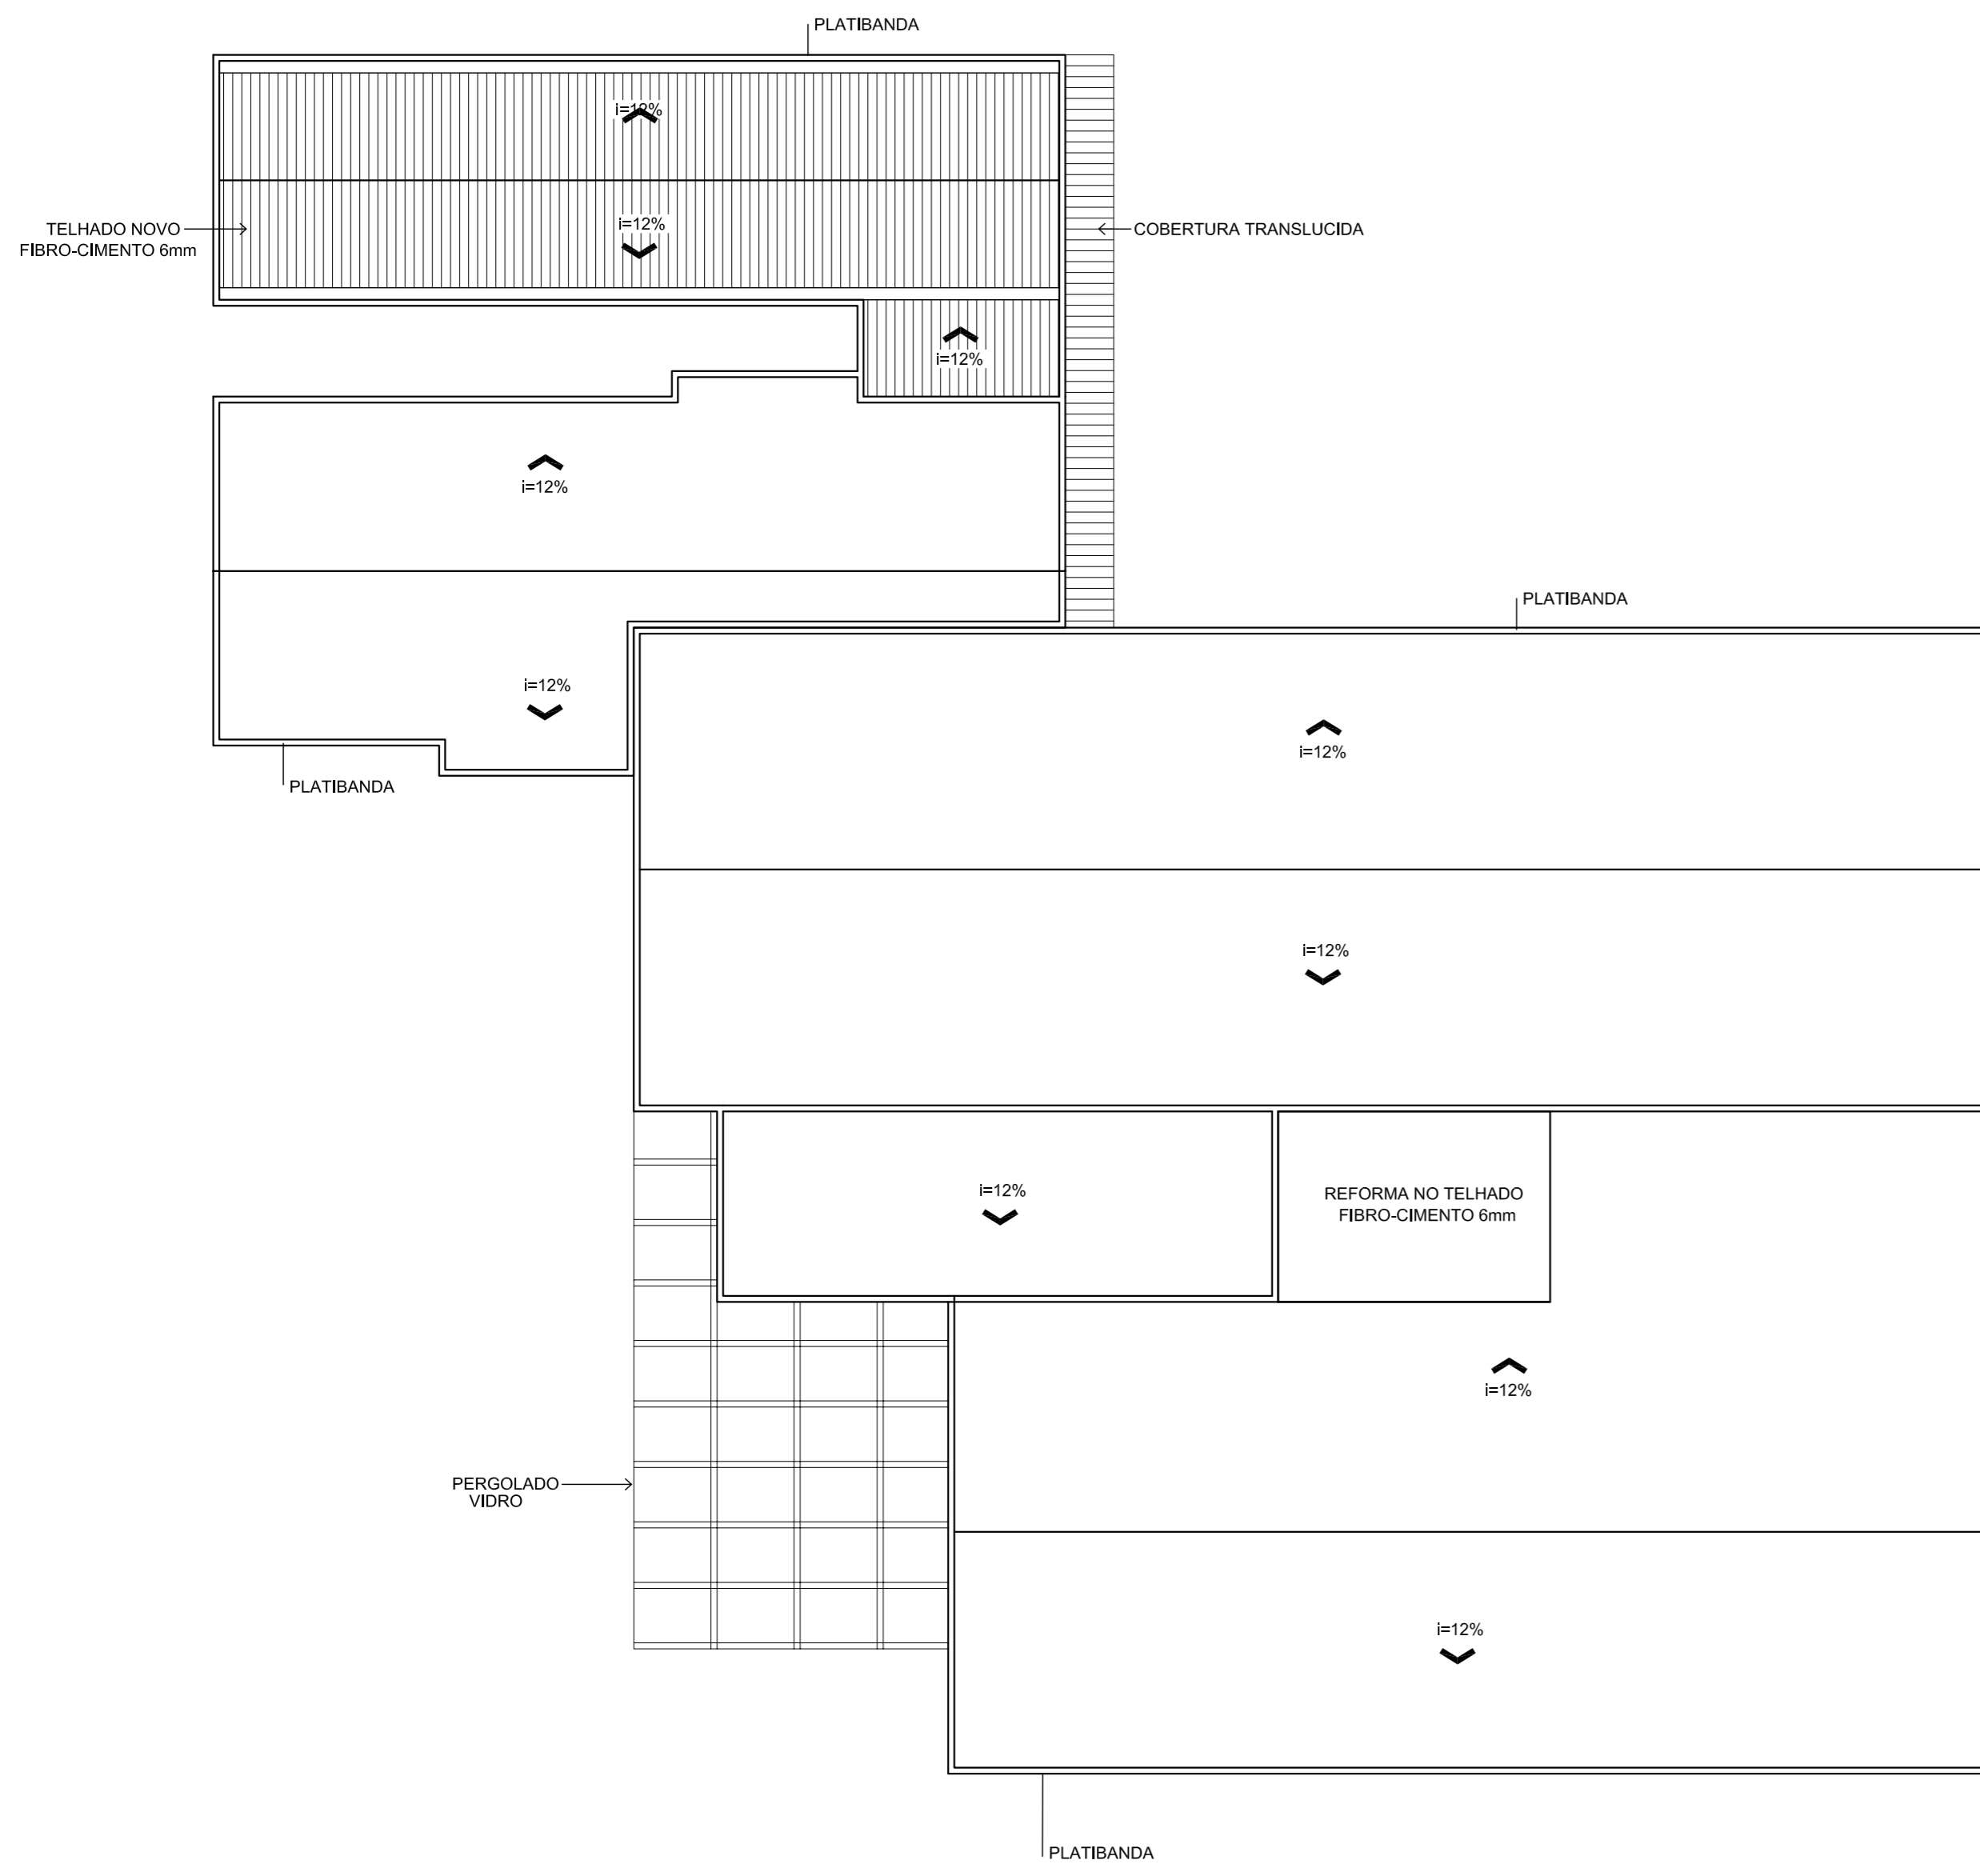 PLATIBANDA
i=12%
i=12%
TELHADO NOVO
FIBRO-CIMENTO 6mm
COBERTURA TRANSLUCIDA
i=12%
i=12%
PLATIBANDA
i=12%
PLATIBANDA
i=12%
i=12%
i=12%
REFORMA NO TELHADO
FIBRO-CIMENTO 6mm
i=12%
PERGOLADO
VIDRO
i=12%
PLATIBANDA